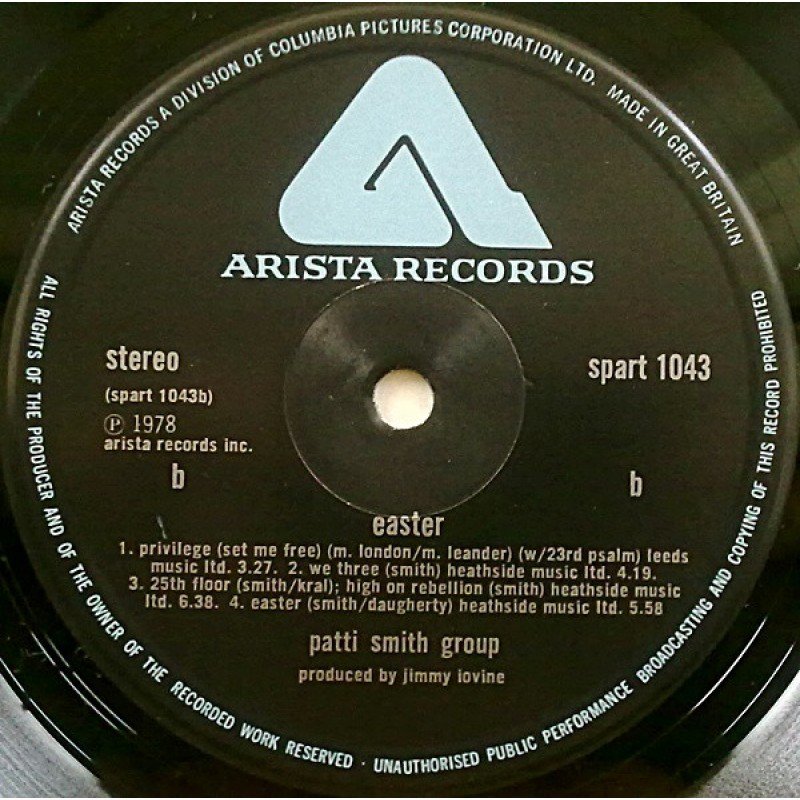 ARISTA RECORDS A DIVISION OF COLUMBIA PICTURES CORPORATION LTD. MADE IN GREAT BRITAIN
ARISTA RECORDS
stereo
spart 1043
(spart 1043b)
℗ 1978
arista records inc.
b
b
easter
1. privilege (set me free) (m. london/m. leander) (w/23rd psalm) leeds
music ltd. 3.27. 2. we three (smith) heathside music ltd. 4.19.
3. 25th floor (smith/kral); high on rebellion (smith) heathside music
ltd. 6.38. 4. easter (smith/daugherty) heathside music ltd. 5.58
patti smith group
produced by jimmy iovine
ALL RIGHTS OF THE PRODUCER AND OF THE OWNER OF THE RECORDED WORK RESERVED · UNAUTHORISED PUBLIC PERFORMANCE BROADCASTING AND COPYING OF THIS RECORD PROHIBITED